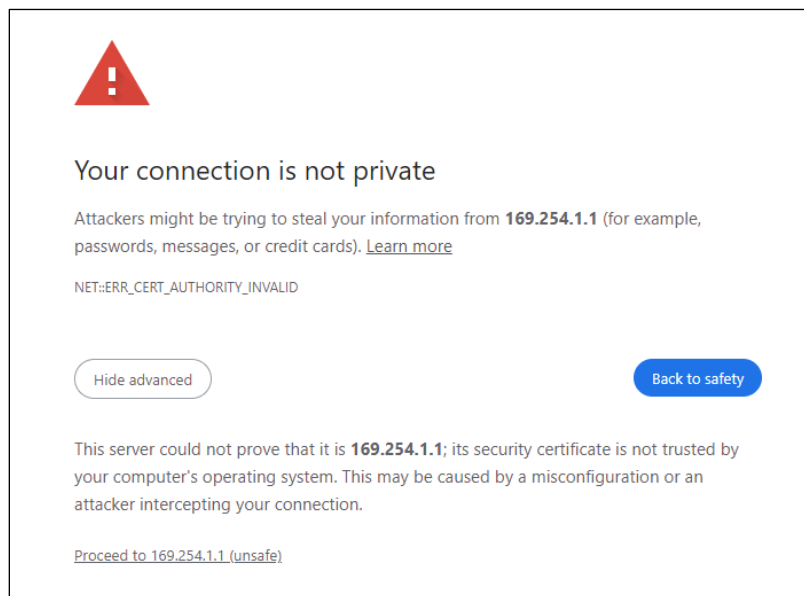 !
Your connection is not private
Attackers might be trying to steal your information from 169.254.1.1 (for example,
passwords, messages, or credit cards). Learn more
NET::ERR_CERT_AUTHORITY_INVALID
Hide advanced
Back to safety
This server could not prove that it is 169.254.1.1; its security certificate is not trusted by
your computer's operating system. This may be caused by a misconfiguration or an
attacker intercepting your connection.
Proceed to 169.254.1.1 (unsafe)